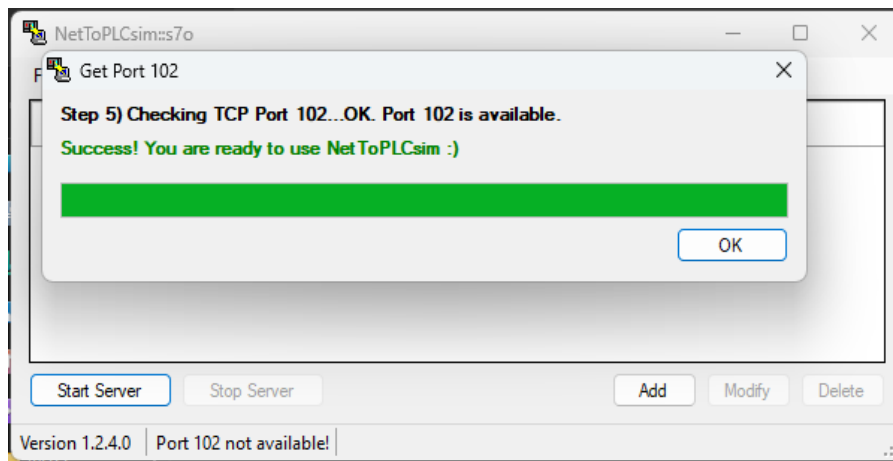 NetToPLCsim::s7o
F
Get Port 102
Step 5) Checking TCP Port 102...OK. Port 102 is available.
Success! You are ready to use NetToPLCsim :)
OK
Start Server
Stop Server
Add
Modify
Delete
Version 1.2.4.0
Port 102 not available!